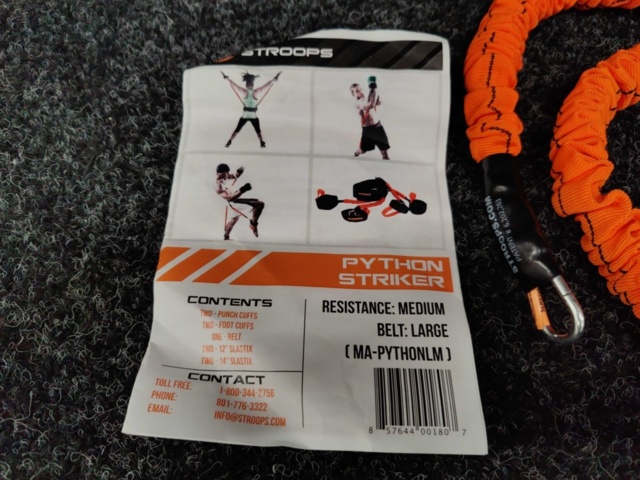 STROOPS
PYTHON
STRIKER
CONTENTS
TWO - PUNCH CUFFS
TWO - FOOT CUFFS
ONE - BELT
TWO - 12" SLASTIX
TWO - 14" SLASTIX
CONTACT
TOLL FREE: 1-800-344-2756
PHONE: 801-776-3322
EMAIL: INFO@STROOPS.COM
RESISTANCE: MEDIUM
BELT: LARGE
( MA-PYTHONLM )
8 57644 00180 7
STROOPS.COM